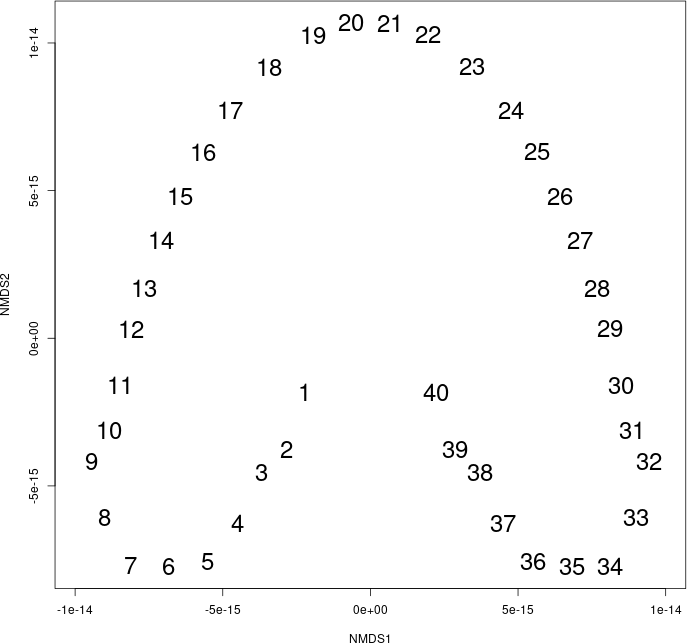 20 21
19 22
18 23
17 24
16 25
15 26
14 27
13 28
12 29
11 30
1 40
10 31
2 39
9 32
3 38
8 33
4 37
5 36
7 6 35 34
1e-14
5e-15
0e+00
-5e-15
NMDS2
-1e-14 -5e-15 0e+00 5e-15 1e-14
NMDS1